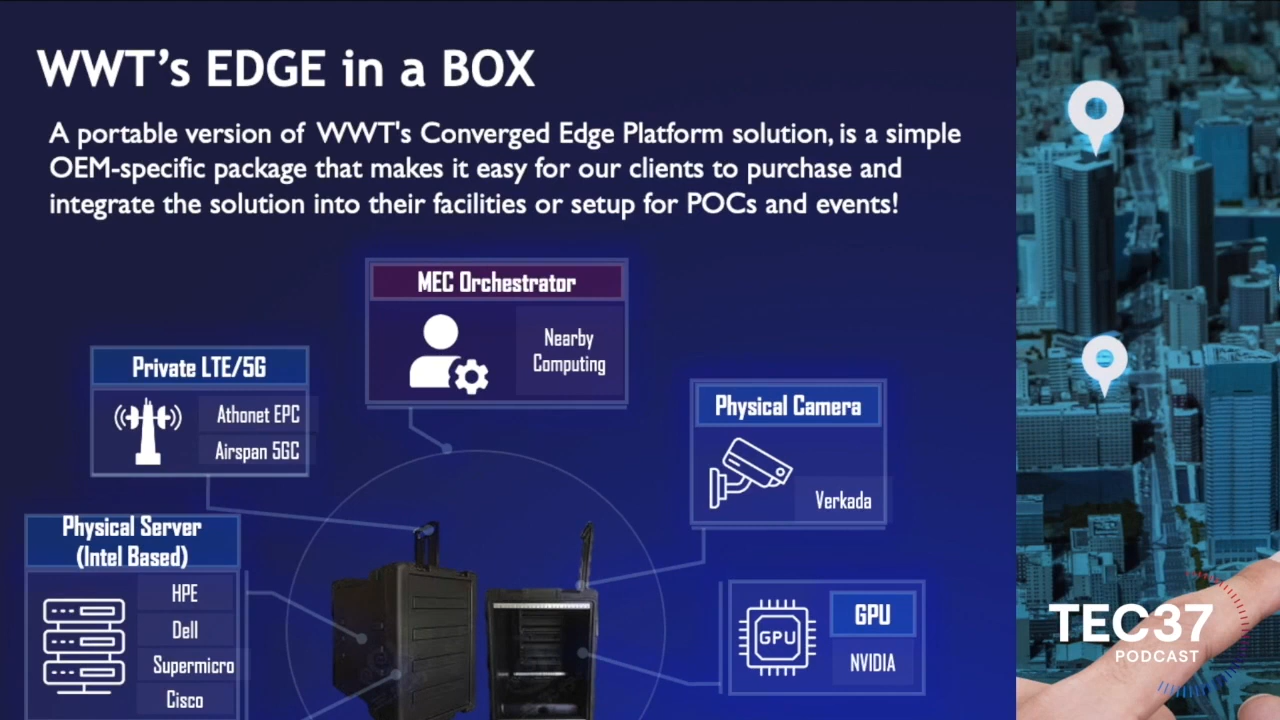 WWT's EDGE in a BOX
A portable version of WWT's Converged Edge Platform solution, is a simple
OEM-specific package that makes it easy for our clients to purchase and
integrate the solution into their facilities or setup for POCs and events!
MEC Orchestrator
Nearby
Computing
Private LTE/5G
Athonet EPC
Airspan 5GC
Physical Camera
Verkada
Physical Server
(Intel Based)
HPE
Dell
Supermicro
Cisco
GPU
GPU
NVIDIA
TEC37
PODCAST